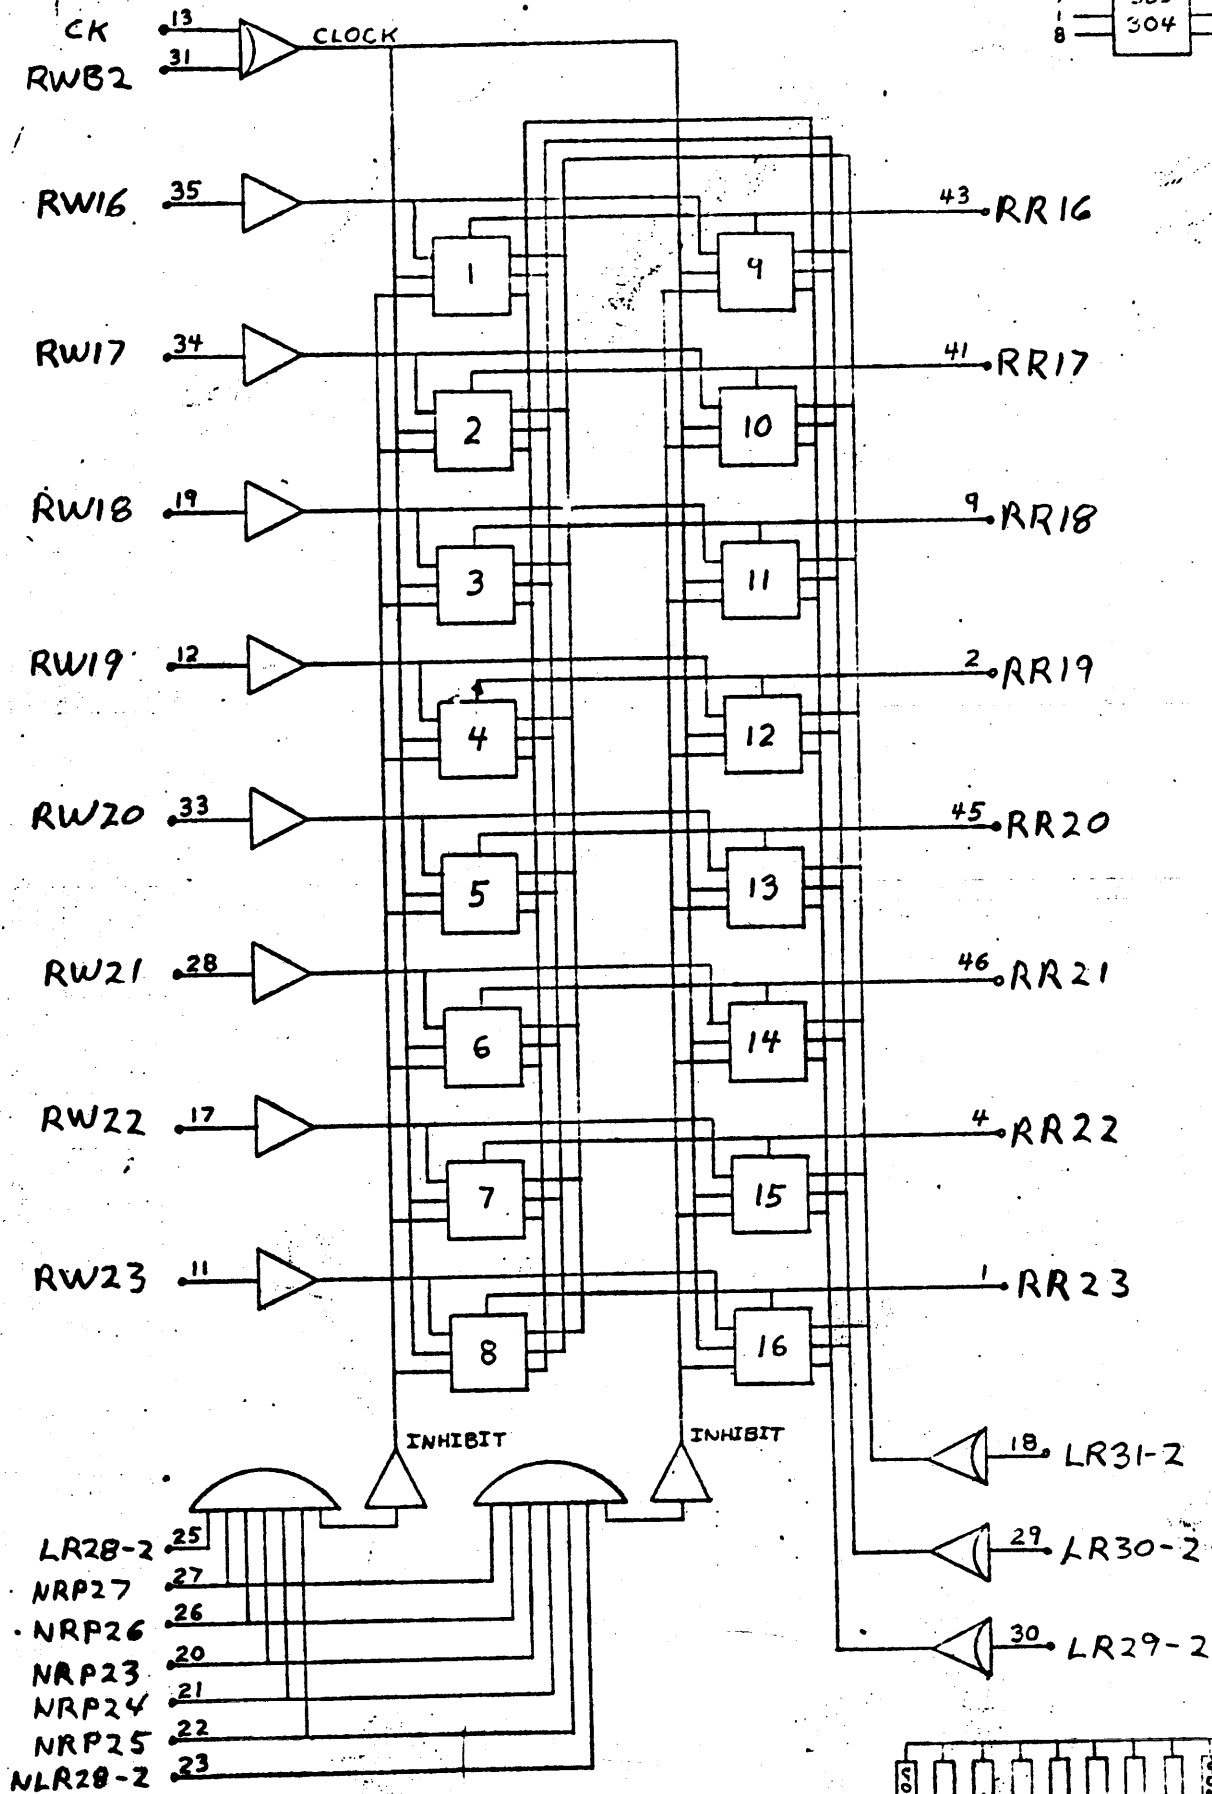 CK 13 CLOCK
304
1
8
RWB2 31
RW16 35 43 RR16
1 9
RW17 34 41 RR17
2 10
RW18 19 9 RR18
3 11
RW19 12 2 RR19
4 12
RW20 33 45 RR20
5 13
RW21 28 46 RR21
6 14
RW22 17 4 RR22
7 15
RW23 11 1 RR23
8 16
INHIBIT INHIBIT
18 LR31-2
LR28-2 25 29 LR30-2
NRP27 27
NRP26 26 30 LR29-2
NRP23 20
NRP24 21
NRP25 22
NLR28-2 23